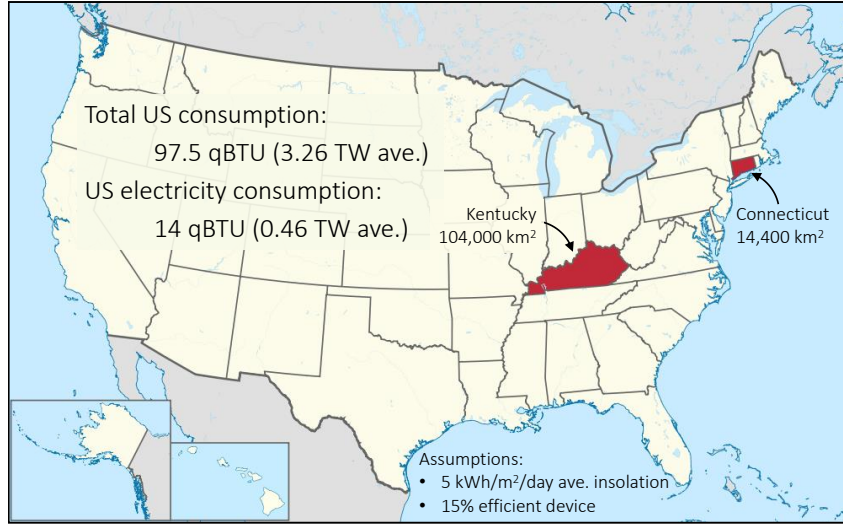 Total US consumption:
97.5 qBTU (3.26 TW ave.)
US electricity consumption:
14 qBTU (0.46 TW ave.)
Kentucky
104,000 km²
Connecticut
14,400 km²
Assumptions:
• 5 kWh/m²/day ave. insolation
• 15% efficient device